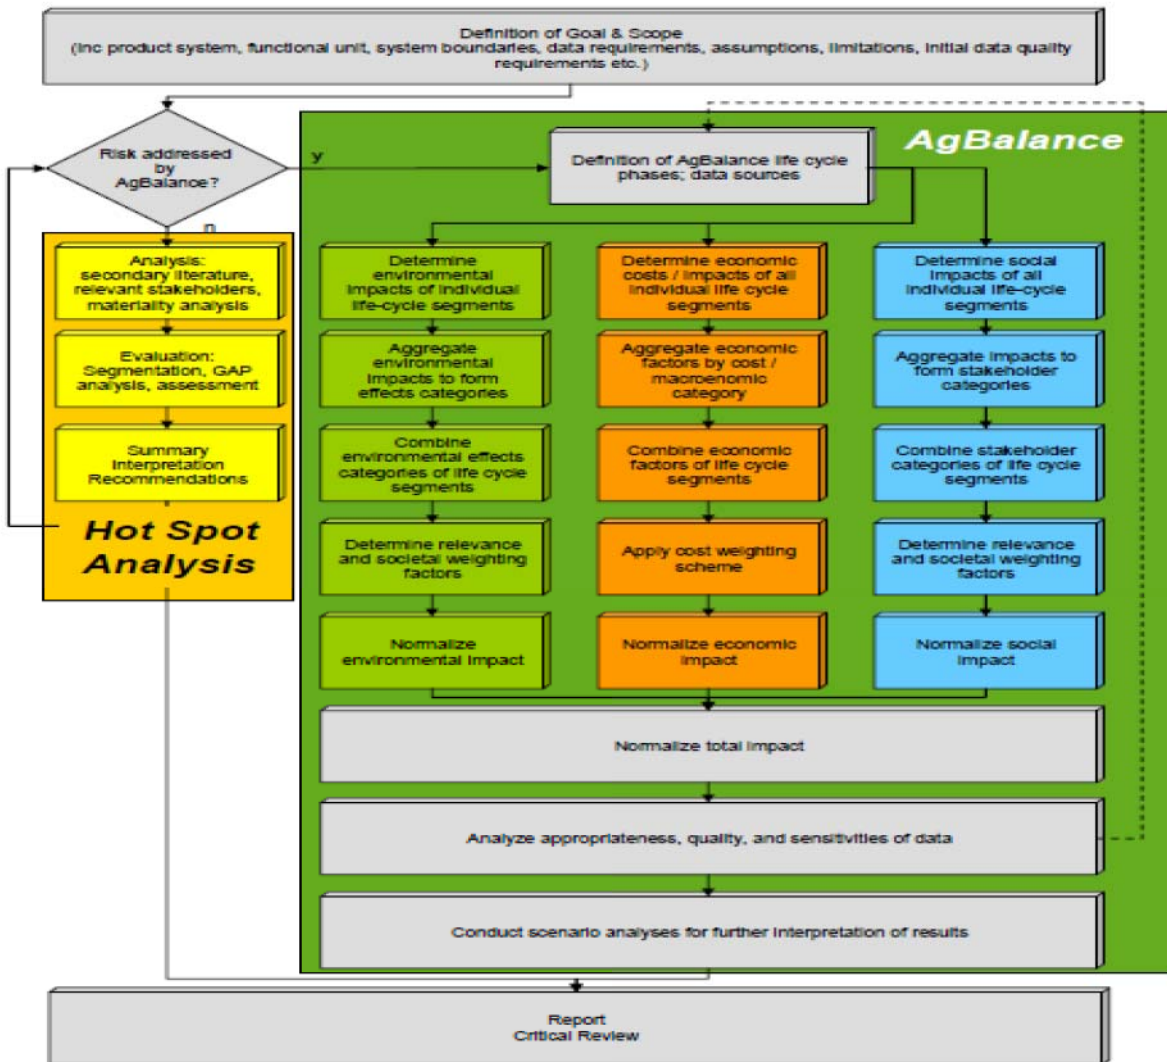 Definition of Goal & Scope
(inc product system, functional unit, system boundaries, data requirements, assumptions, limitations, initial data quality
requirements etc.)
Risk addressed
by
AgBalance?
y
n
AgBalance
Definition of AgBalance life cycle
phases; data sources
Analysis:
secondary literature,
relevant stakeholders,
materiality analysis
Evaluation:
Segmentation, GAP
analysis, assessment
Summary
Interpretation
Recommendations
Hot Spot
Analysis
Determine
environmental
impacts of individual
life-cycle segments
Aggregate
environmental
impacts to form
effects categories
Combine
environmental effects
categories of life cycle
segments
Determine relevance
and societal weighting
factors
Normalize
environmental impact
Determine economic
costs / impacts of all
individual life cycle
segments
Aggregate economic
factors by cost /
macroenomic
category
Combine economic
factors of life cycle
segments
Apply cost weighting
scheme
Normalize economic
impact
Determine social
impacts of all
individual life-cycle
segments
Aggregate impacts to
form stakeholder
categories
Combine stakeholder
categories of life cycle
segments
Determine relevance
and societal weighting
factors
Normalize social
impact
Normalize total impact
Analyze appropriateness, quality, and sensitivities of data
Conduct scenario analyses for further interpretation of results
Report
Critical Review